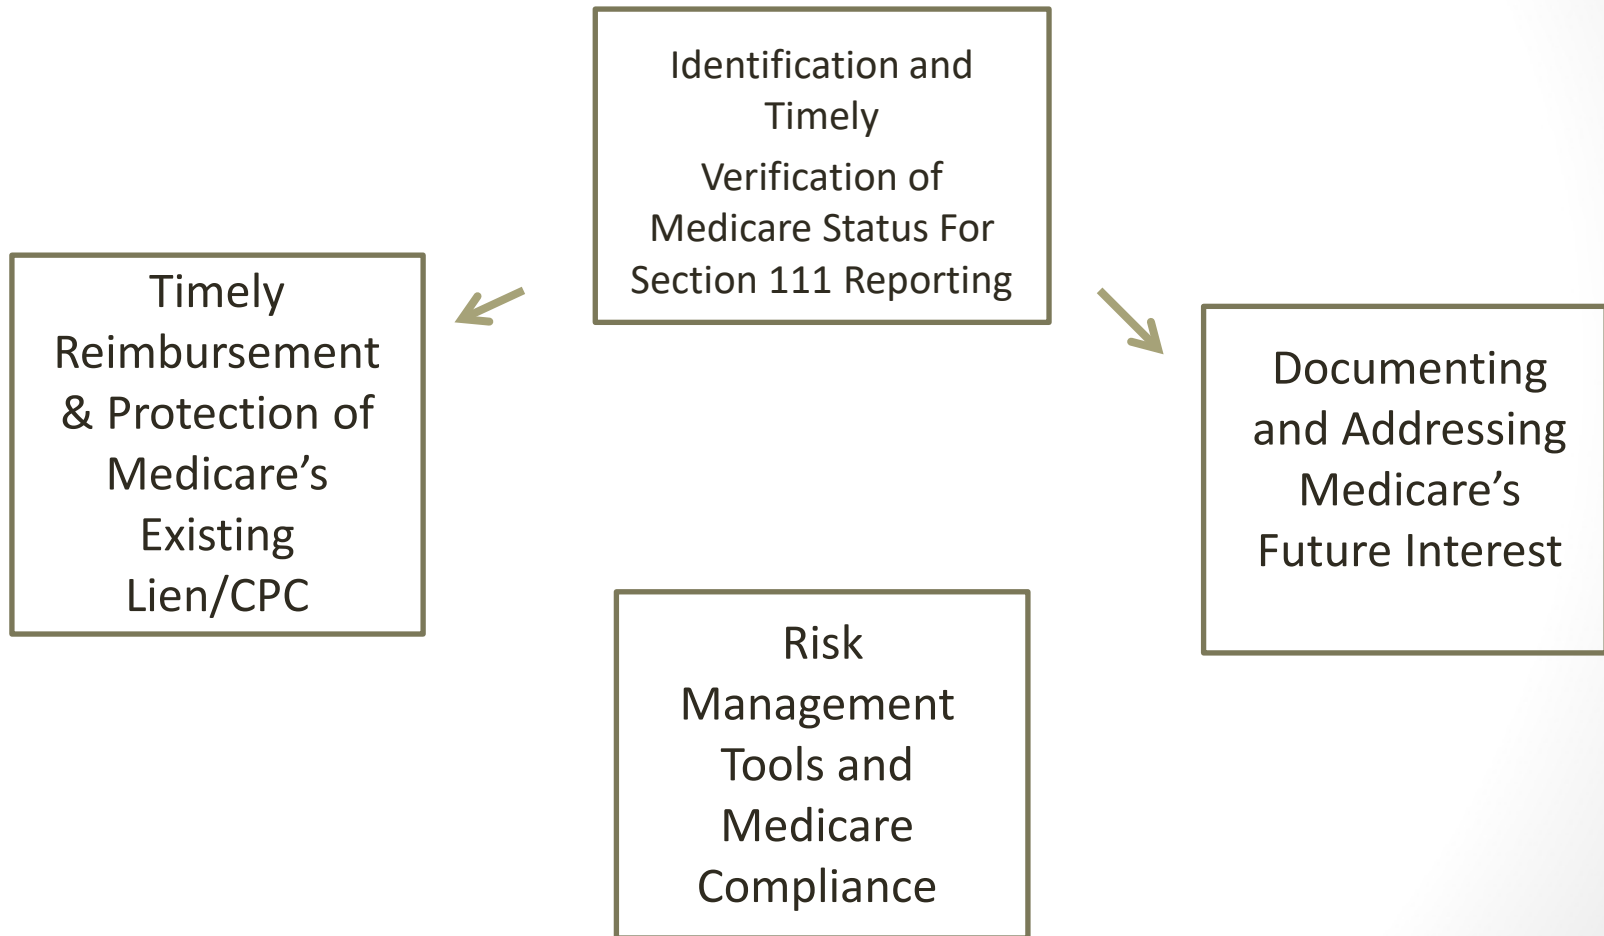 Identification and
Timely
Verification of
Medicare Status For
Section 111 Reporting
Timely
Reimbursement
& Protection of
Medicare’s
Existing
Lien/CPC
Documenting
and Addressing
Medicare’s
Future Interest
Risk
Management
Tools and
Medicare
Compliance